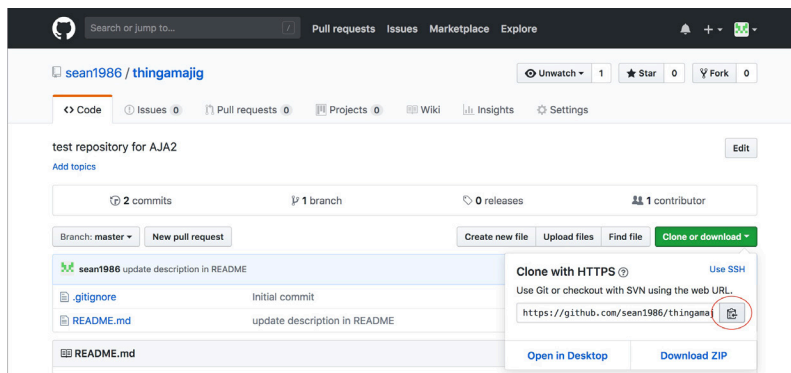 Search or jump to... / Pull requests Issues Marketplace Explore
sean1986 / thingamajig Unwatch 1 Star 0 Fork 0
Code Issues 0 Pull requests 0 Projects 0 Wiki Insights Settings
test repository for AJA2 Edit
Add topics
2 commits 1 branch 0 releases 1 contributor
Branch: master New pull request Create new file Upload files Find file Clone or download
sean1986 update description in README
.gitignore Initial commit
README.md update description in README
README.md
Clone with HTTPS ? Use SSH
Use Git or checkout with SVN using the web URL.
https://github.com/sean1986/thingamaj
Open in Desktop Download ZIP